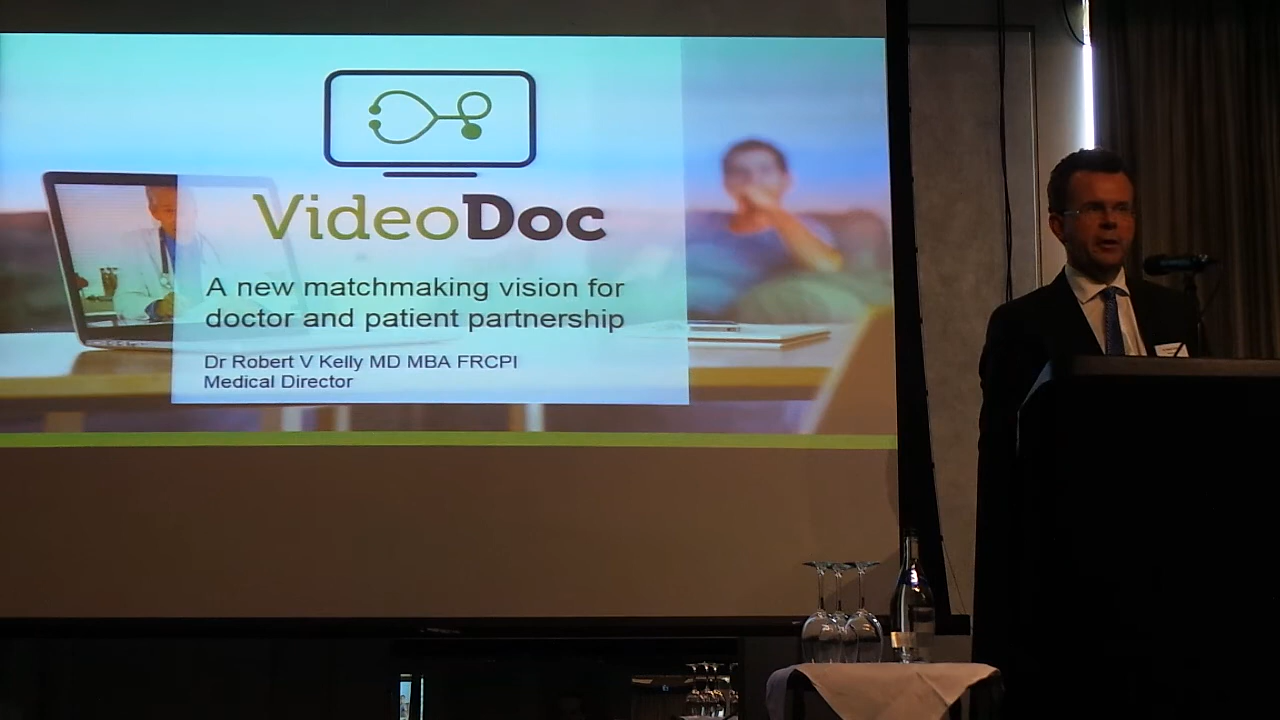 VideoDoc
A new matchmaking vision for
doctor and patient partnership
Dr Robert V Kelly MD MBA FRCPI
Medical Director